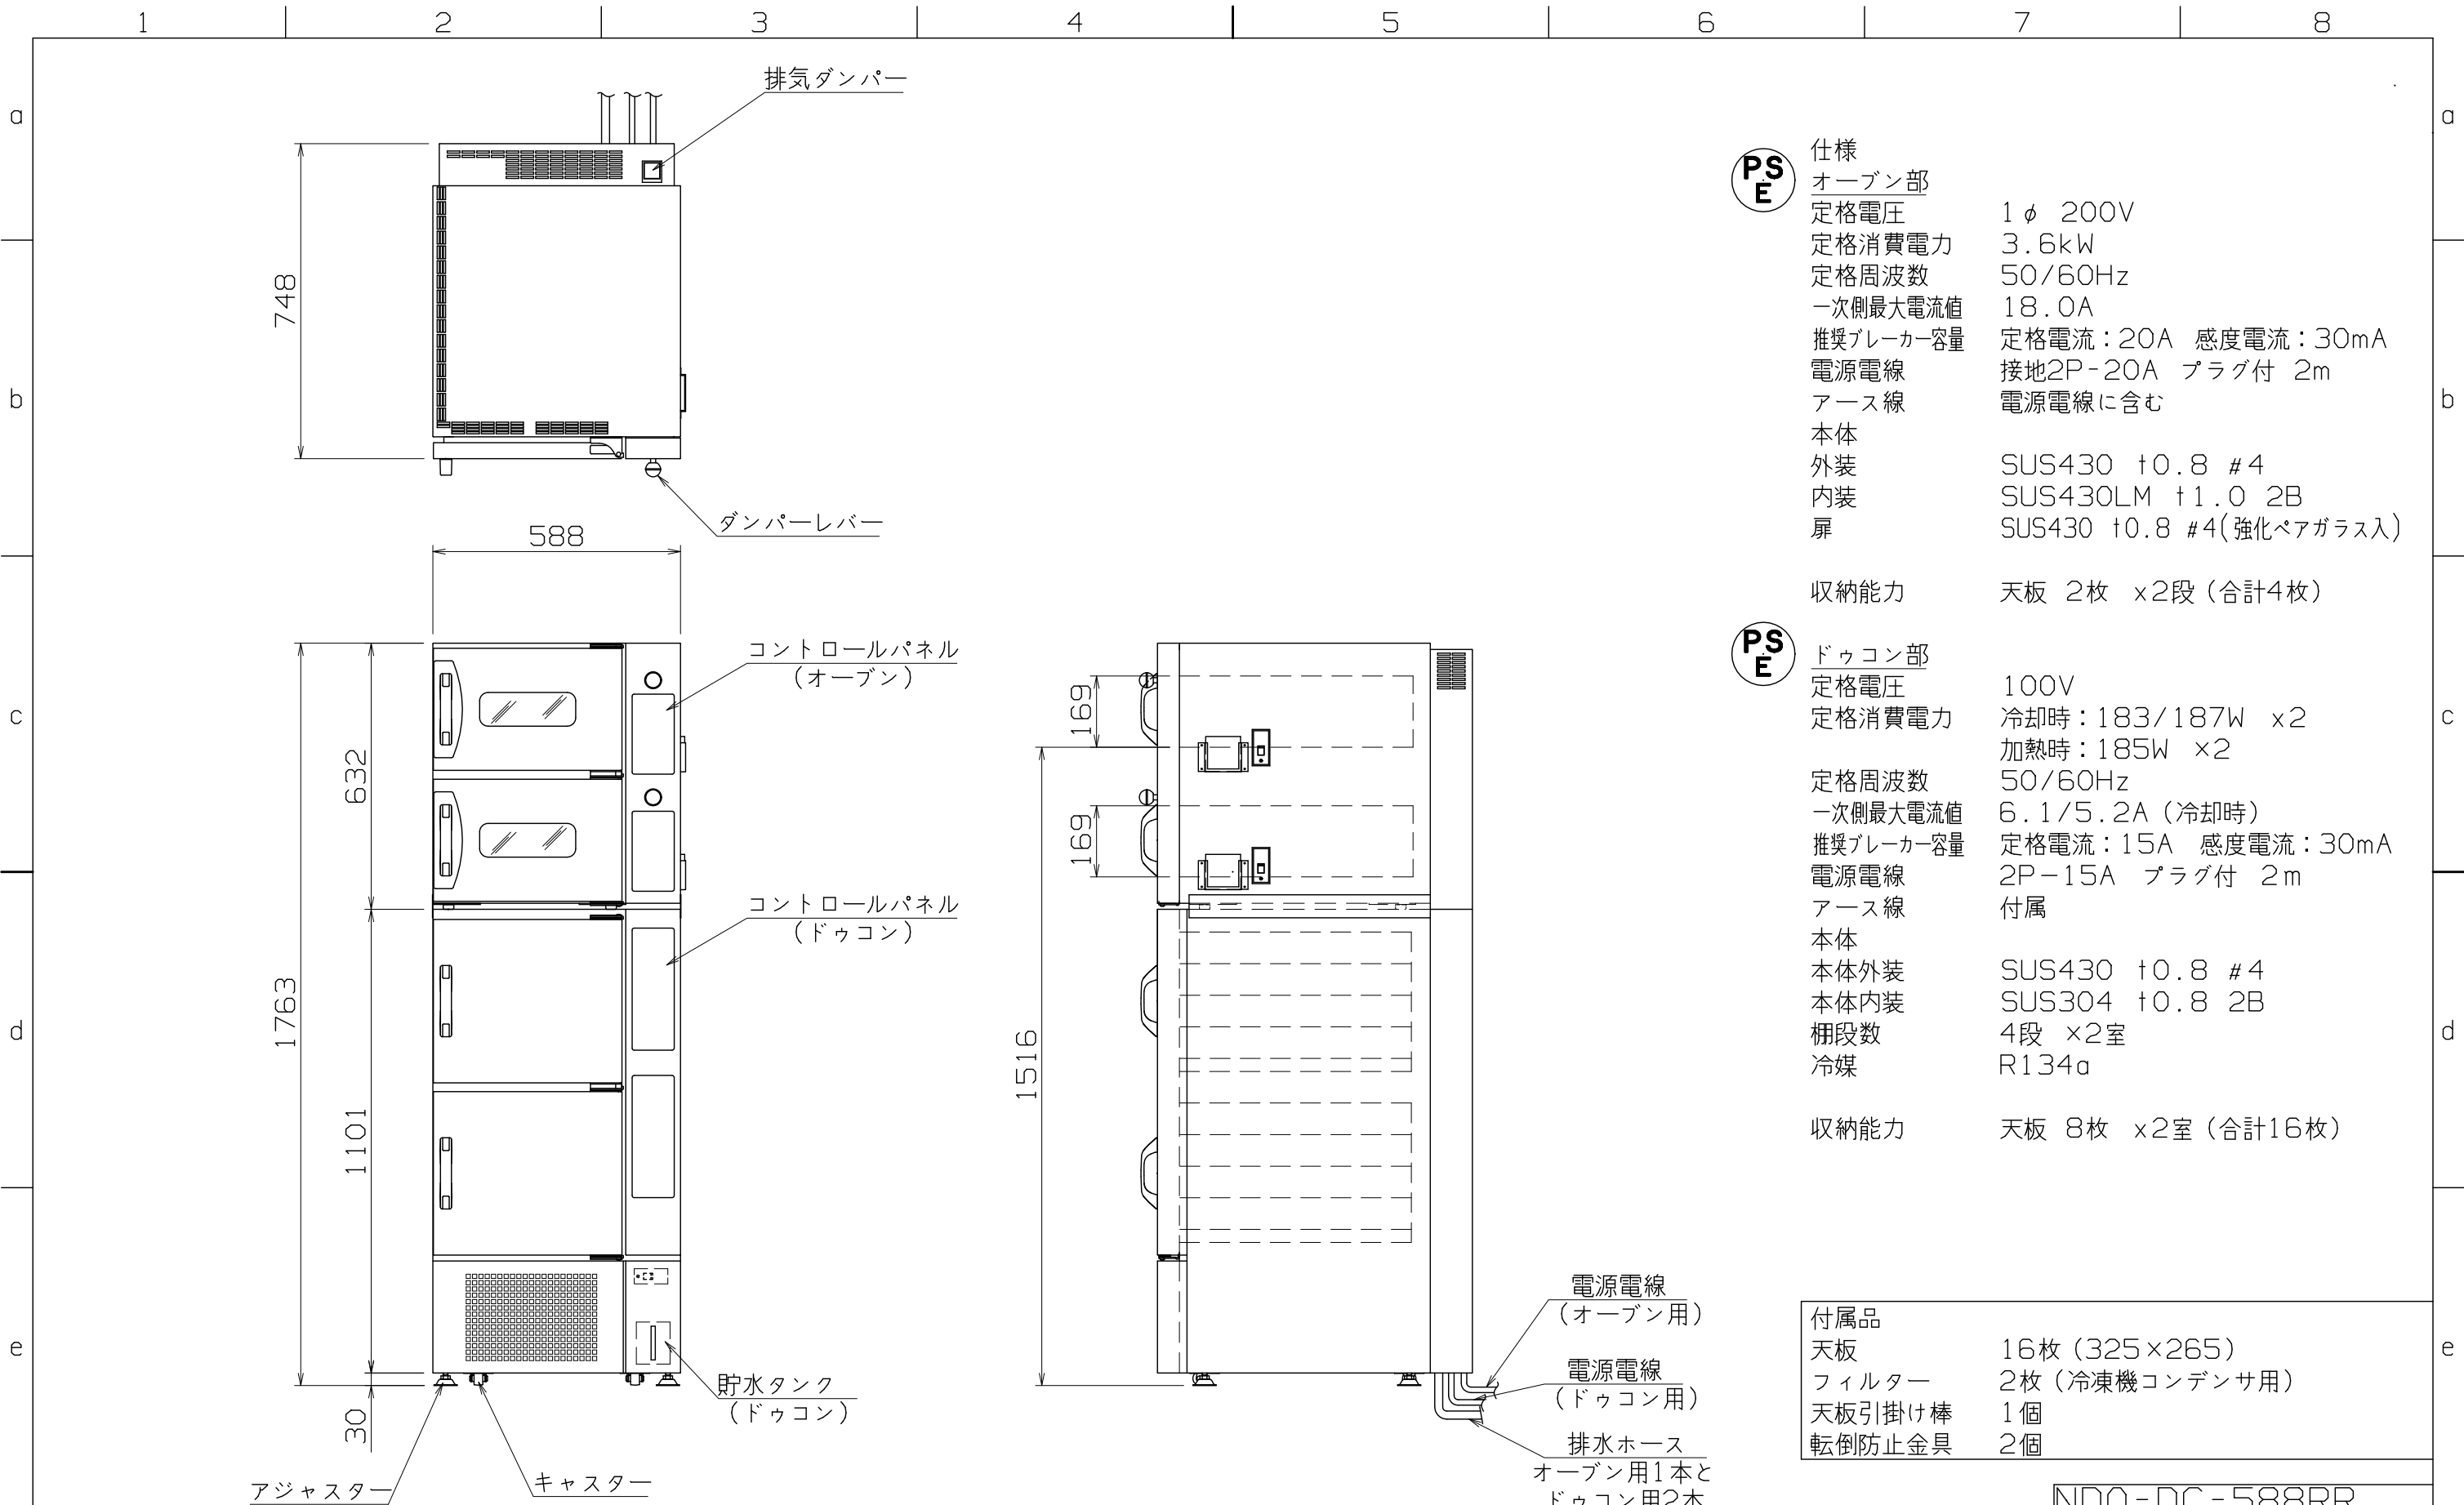 1 2 3 4 5 6 7 8
a
b
c
d
e
a
b
c
d
e
排気ダンパー
748
ダンパーレバー
588
コントロールパネル
(オーブン)
632
コントロールパネル
(ドゥコン)
1763
1101
30
貯水タンク
(ドゥコン)
アジャスター
キャスター
169
169
1516
電源電線
(オーブン用)
電源電線
(ドゥコン用)
排水ホース
オーブン用1本と
ドゥコン用2本
PS
E
仕様
オーブン部
定格電圧 1φ 200V
定格消費電力 3.6kW
定格周波数 50/60Hz
一次側最大電流値 18.0A
推奨ブレーカー容量 定格電流:20A 感度電流:30mA
電源電線 接地2P-20A プラグ付 2m
アース線 電源電線に含む
本体
外装 SUS430 t0.8 #4
内装 SUS430LM t1.0 2B
扉 SUS430 t0.8 #4(強化ペアガラス入)
収納能力 天板 2枚 x2段(合計4枚)
PS
E
ドゥコン部
定格電圧 100V
定格消費電力 冷却時:183/187W x2
加熱時:185W ×2
定格周波数 50/60Hz
一次側最大電流値 6.1/5.2A(冷却時)
推奨ブレーカー容量 定格電流:15A 感度電流:30mA
電源電線 2P-15A プラグ付 2m
アース線 付属
本体
本体外装 SUS430 t0.8 #4
本体内装 SUS304 t0.8 2B
棚段数 4段 ×2室
冷媒 R134a
収納能力 天板 8枚 x2室(合計16枚)
付属品
天板 16枚(325×265)
フィルター 2枚(冷凍機コンデンサ用)
天板引掛け棒 1個
転倒防止金具 2個
NDO-DC-588RR